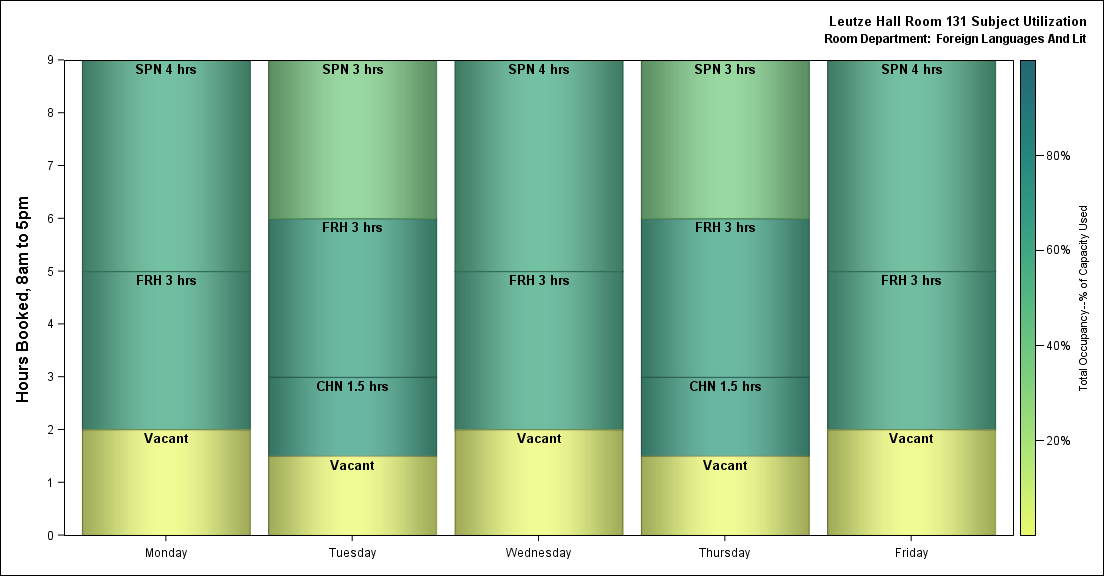 Leutze Hall Room 131 Subject Utilization
Room Department: Foreign Languages And Lit
Hours Booked, 8am to 5pm
9
8
7
6
5
4
3
2
1
0
SPN 4 hrs
FRH 3 hrs
Vacant
SPN 3 hrs
FRH 3 hrs
CHN 1.5 hrs
Vacant
SPN 4 hrs
FRH 3 hrs
Vacant
SPN 3 hrs
FRH 3 hrs
CHN 1.5 hrs
Vacant
SPN 4 hrs
FRH 3 hrs
Vacant
Monday
Tuesday
Wednesday
Thursday
Friday
80%
60%
40%
20%
Total Occupancy--% of Capacity Used